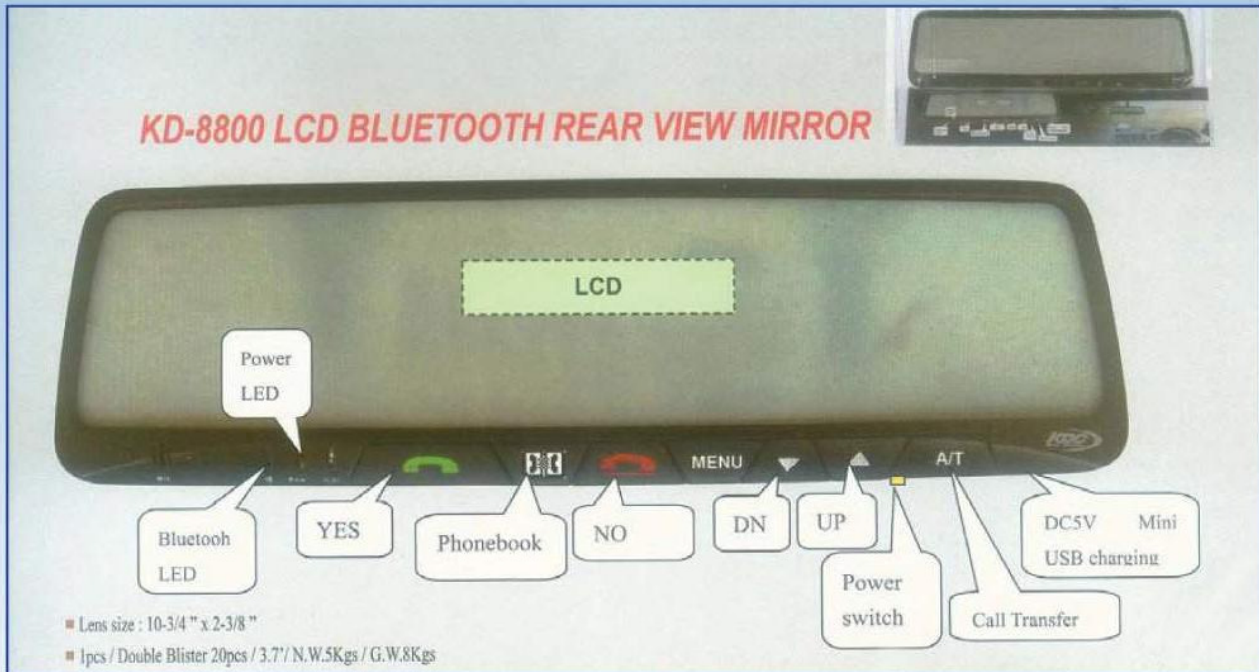 KD-8800 LCD BLUETOOTH REAR VIEW MIRROR
LCD
Power
LED
MENU
A/T
Bluetooh
LED
YES
Phonebook
NO
DN
UP
Power
switch
Call Transfer
DC5V Mini
USB charging
Lens size : 10-3/4 " x 2-3/8 "
1pcs / Double Blister 20pcs / 3.7'/ N.W.5Kgs / G.W.8Kgs